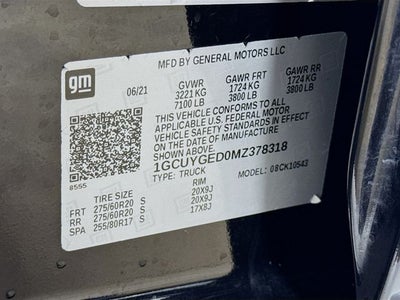 MFD BY GENERAL MOTORS LLC
gm
06/21
GVWR GAWR FRT GAWR RR
3221 KG 1724 KG 1724 KG
7100 LB 3800 LB 3800 LB
THIS VEHICLE CONFORMS TO ALL
APPLICABLE U.S. FEDERAL MOTOR
VEHICLE SAFETY STANDARDS IN EFFECT
ON THE DATE OF MANUFACTURE
1GCUYGED0MZ378318
TYPE: TRUCK MODEL: 08CK10543
8555
TIRE SIZE RIM
FRT 275/60R20 S 20X9J
RR 275/60R20 S 20X9J
SPA 255/80R17 S 17X8J